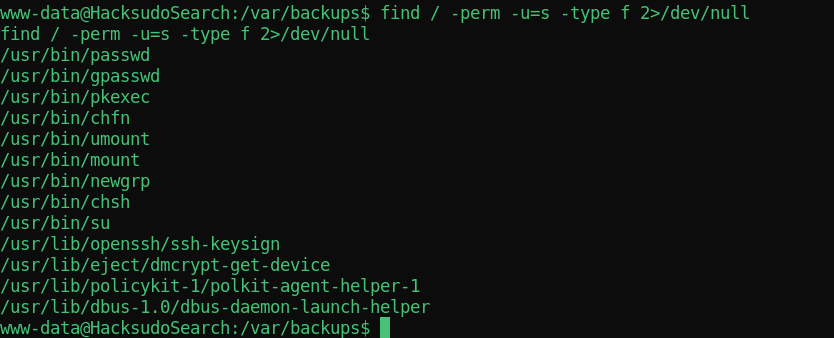 www-data@HacksudoSearch:/var/backups$ find / -perm -u=s -type f 2>/dev/null
find / -perm -u=s -type f 2>/dev/null
/usr/bin/passwd
/usr/bin/gpasswd
/usr/bin/pkexec
/usr/bin/chfn
/usr/bin/umount
/usr/bin/mount
/usr/bin/newgrp
/usr/bin/chsh
/usr/bin/su
/usr/lib/openssh/ssh-keysign
/usr/lib/eject/dmcrypt-get-device
/usr/lib/policykit-1/polkit-agent-helper-1
/usr/lib/dbus-1.0/dbus-daemon-launch-helper
www-data@HacksudoSearch:/var/backups$